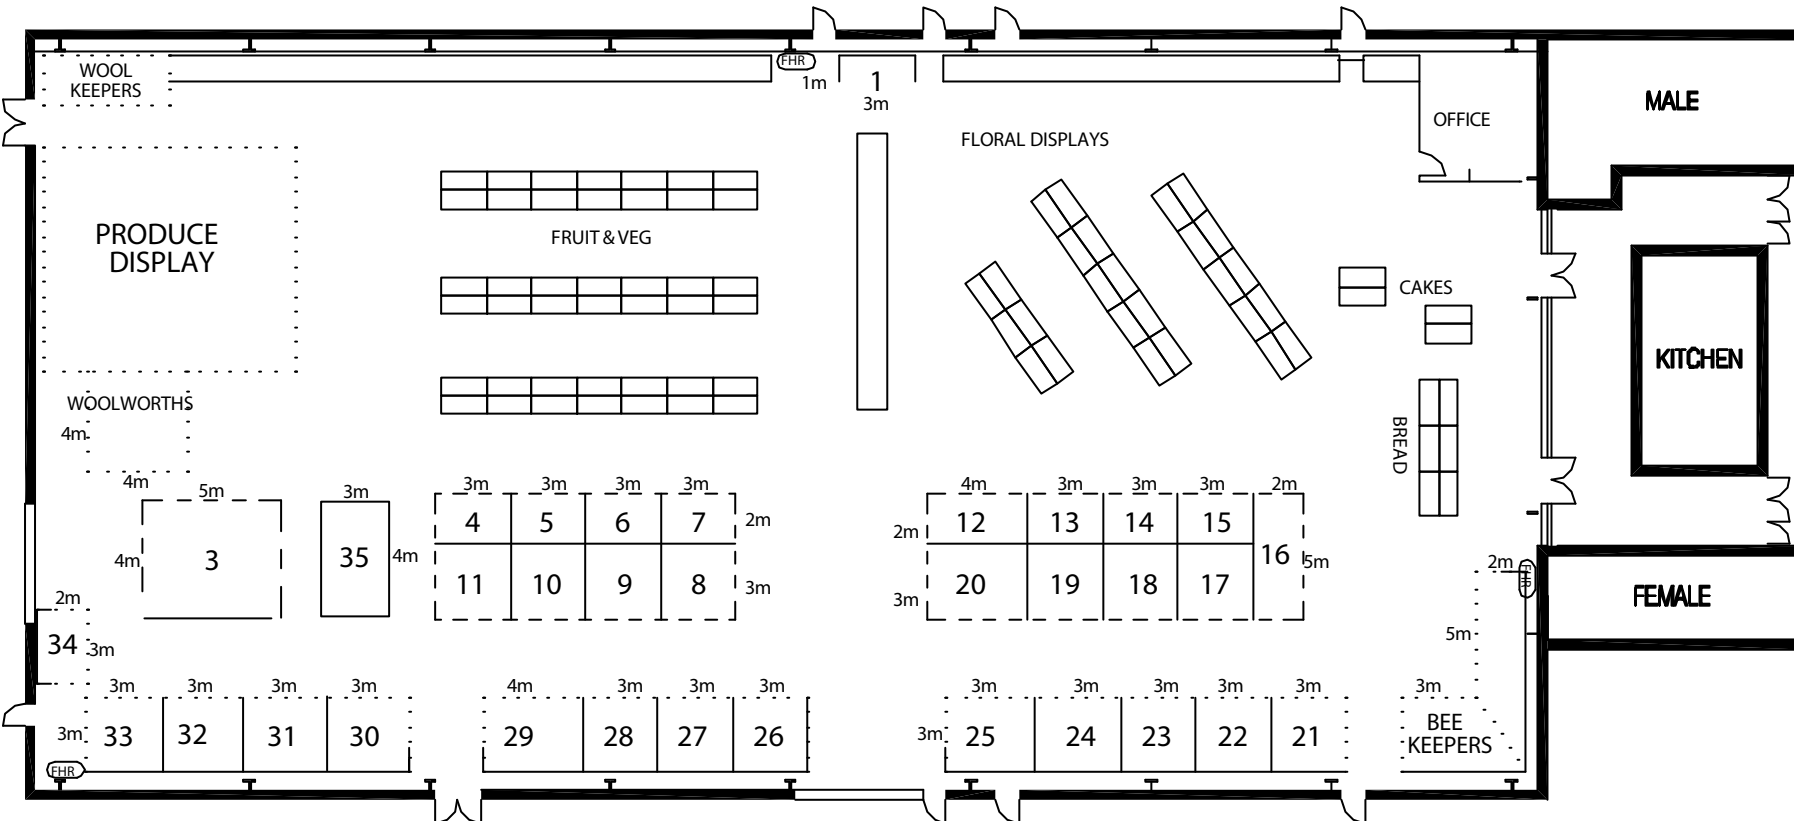 WOOL
KEEPERS
FHR
1m
1
3m
MALE
OFFICE
FLORAL DISPLAYS
PRODUCE
DISPLAY
FRUIT & VEG
CAKES
KITCHEN
WOOLWORTHS
4m
4m
BREAD
5m
3m
3m 3m 3m 3m
4m 3m 3m 3m 2m
4 5 6 7
2m
12 13 14 15
2m
3
4m
35
4m
16
5m
11 10 9 8
3m
20 19 18 17
3m
2m
FHR
FEMALE
2m
34
3m
5m
3m 3m 3m 3m
4m 3m 3m 3m
3m 3m 3m 3m 3m
3m
3m
33 32 31 30
29 28 27 26
3m
25 24 23 22 21
BEE
KEEPERS
FHR